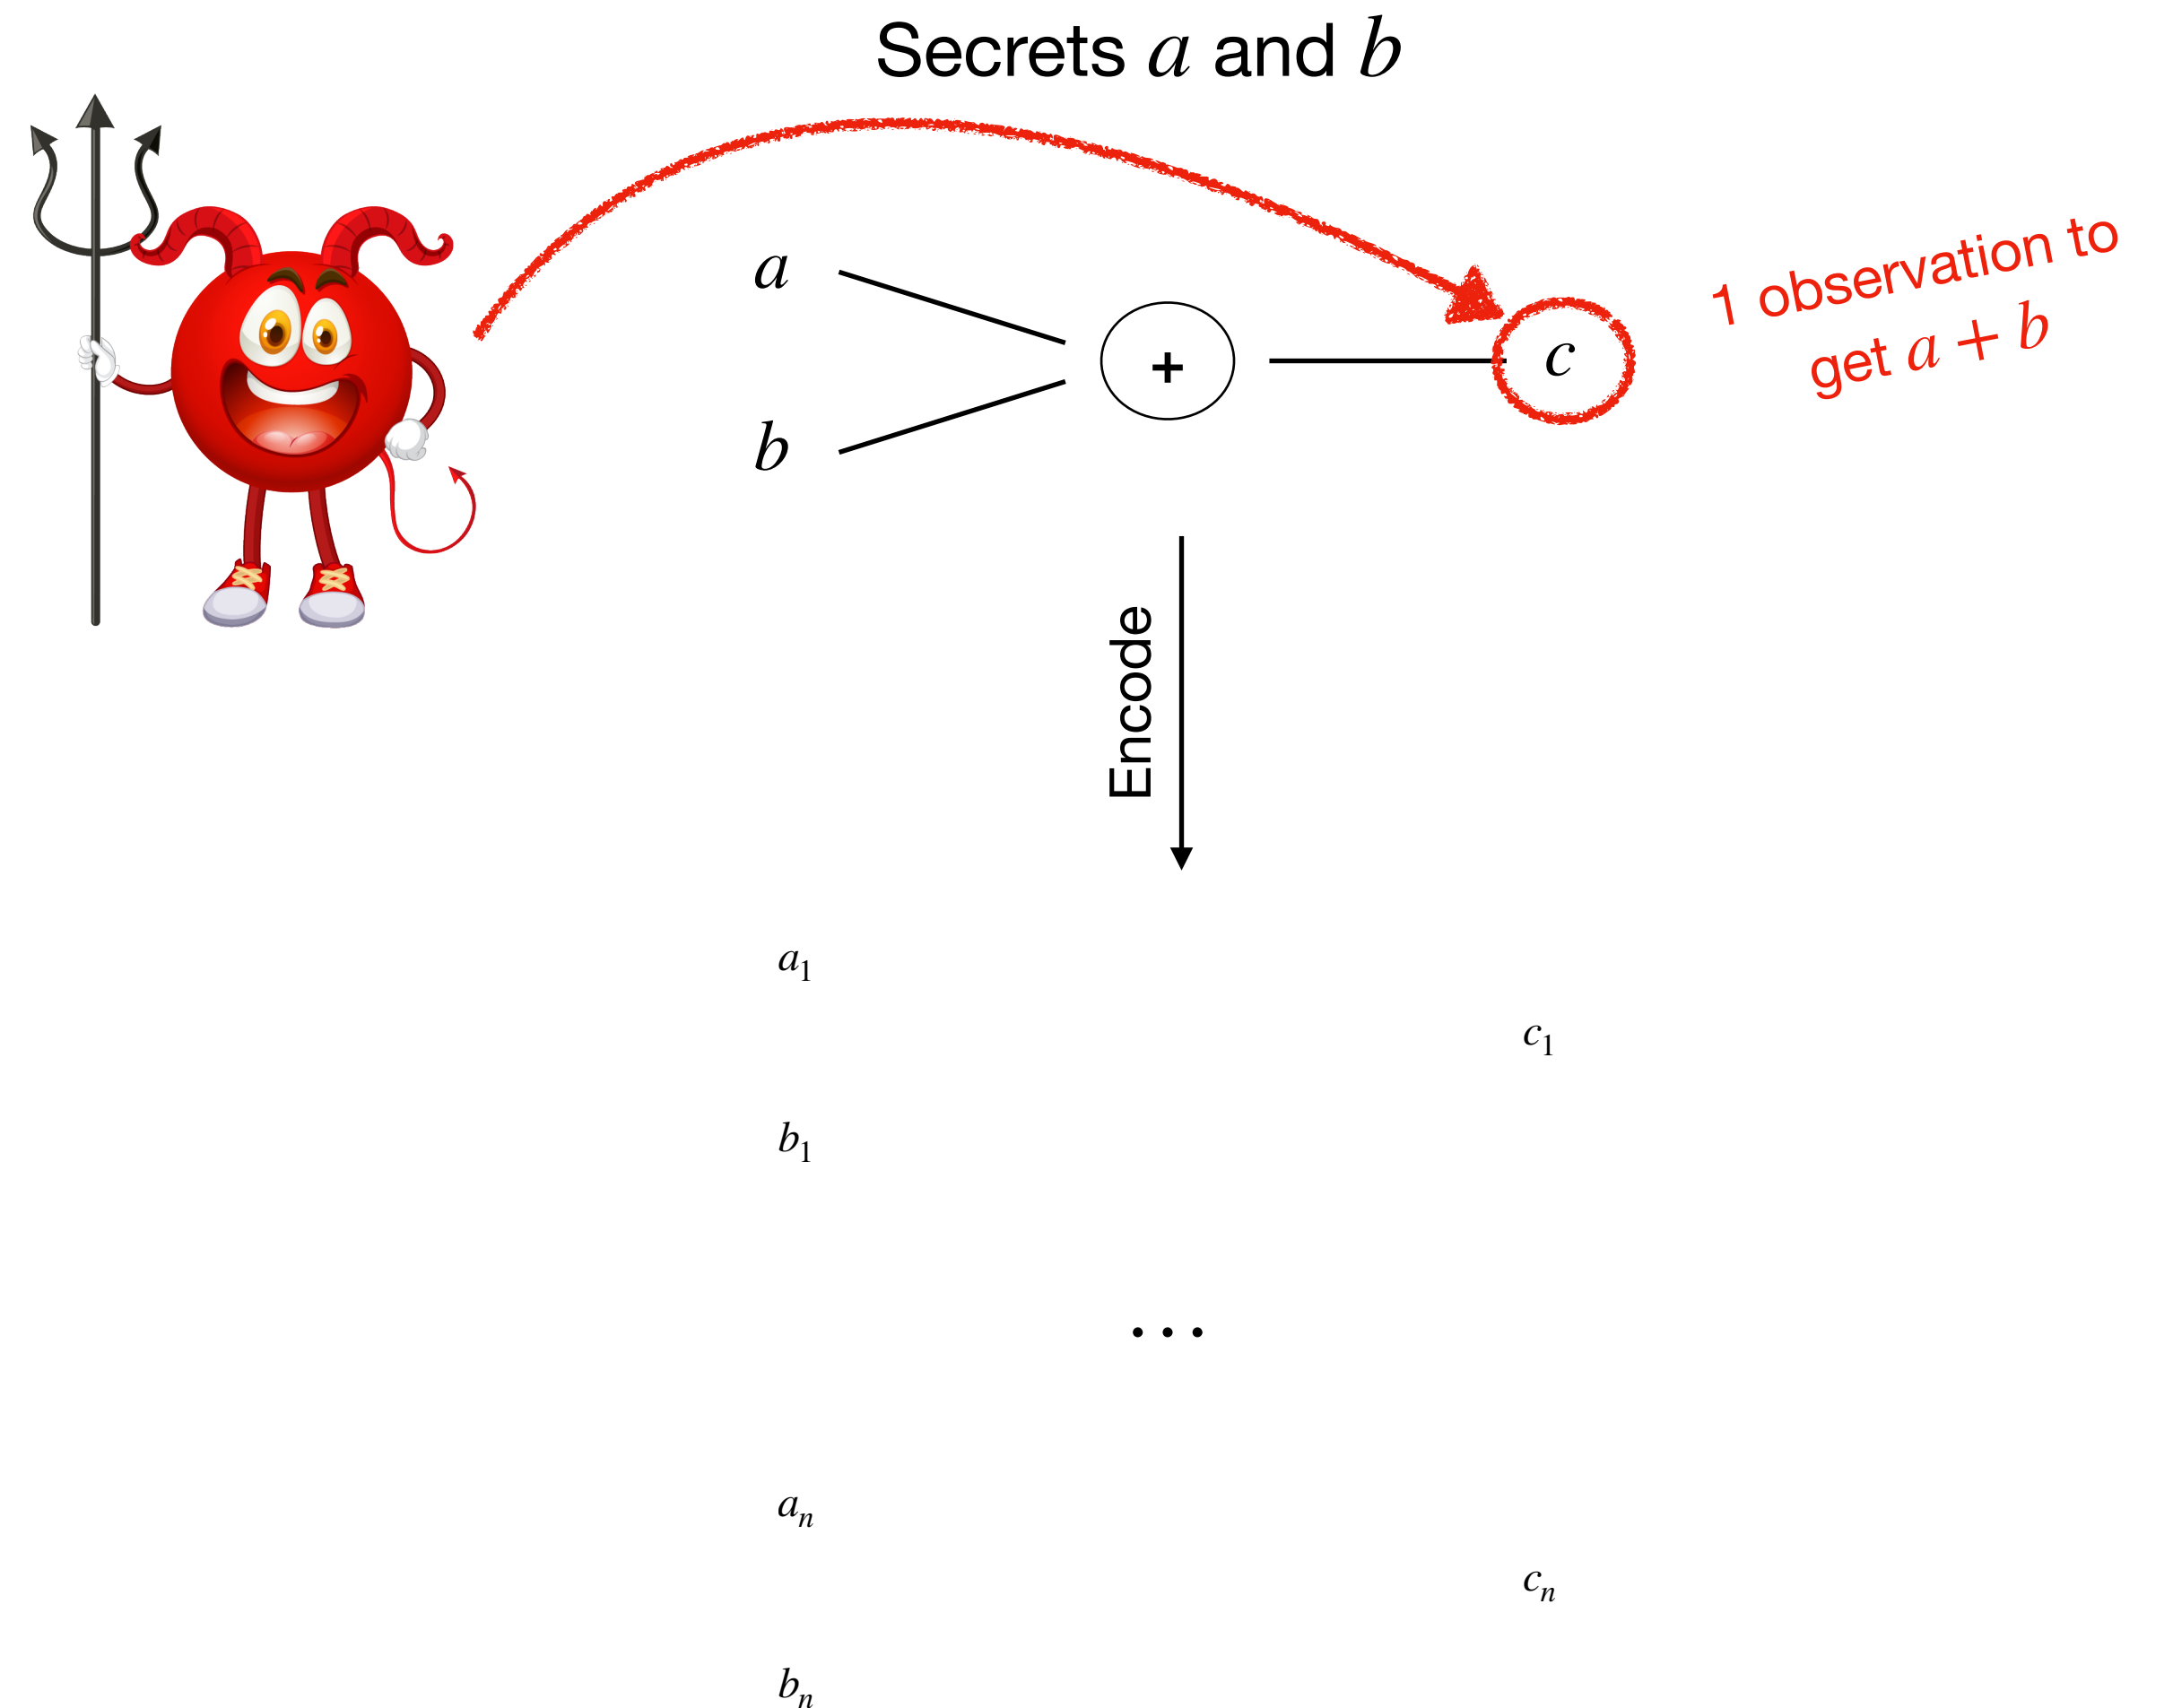 Secrets a and b
a
b
+
c
1 observation to
get a + b
Encode
a₁
c₁
b₁
...
aₙ
cₙ
bₙ